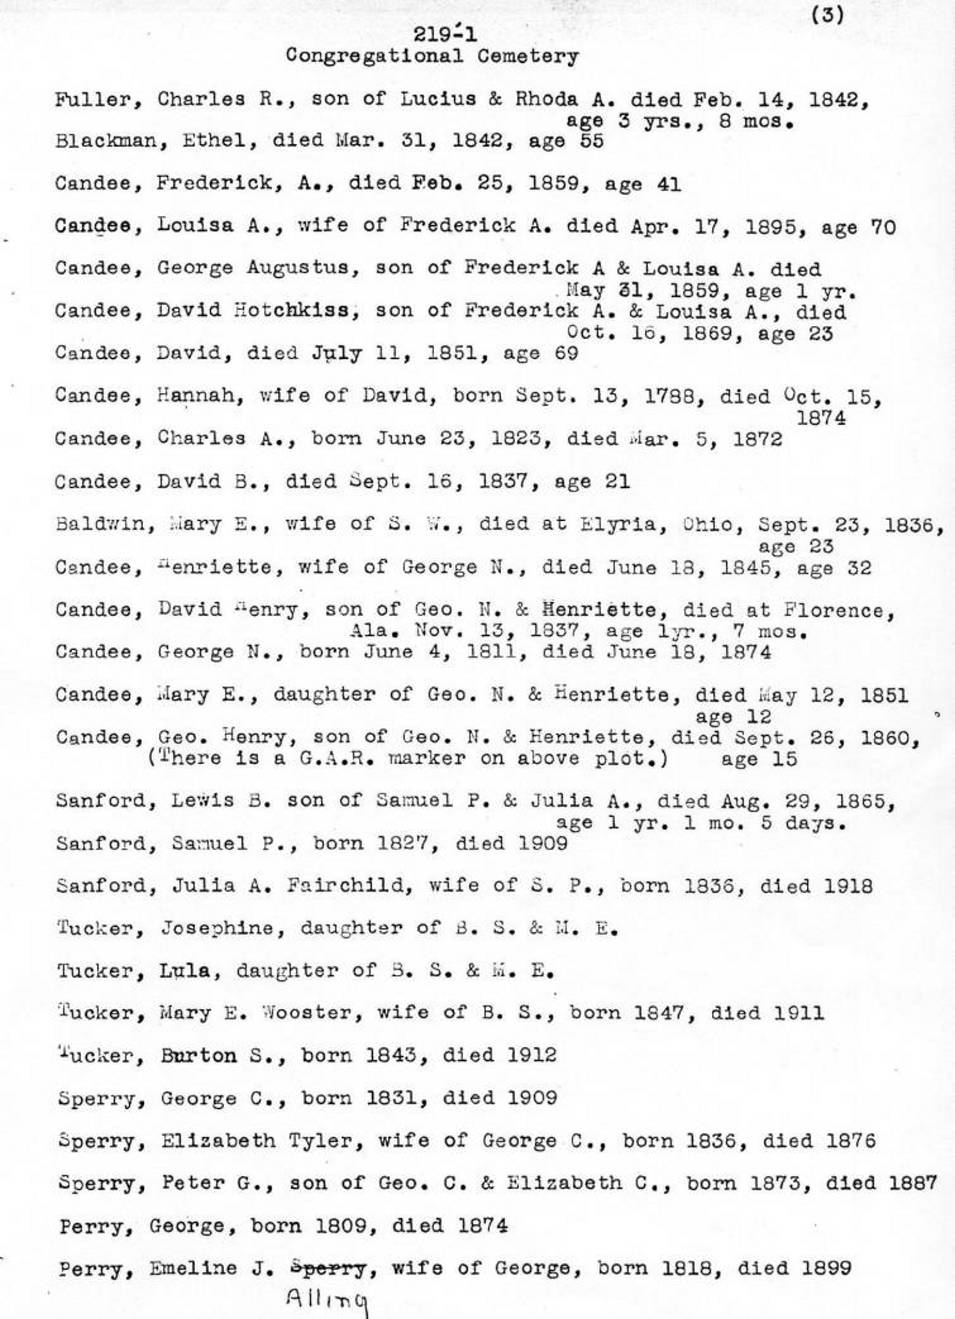 (3)
219-1
Congregational Cemetery
Fuller, Charles R., son of Lucius & Rhoda A. died Feb. 14, 1842,
age 3 yrs., 8 mos.
Blackman, Ethel, died Mar. 31, 1842, age 55
Candee, Frederick, A., died Feb. 25, 1859, age 41
Candee, Louisa A., wife of Frederick A. died Apr. 17, 1895, age 70
Candee, George Augustus, son of Frederick A & Louisa A. died
May 31, 1859, age 1 yr.
Candee, David Hotchkiss, son of Frederick A. & Louisa A., died
Oct. 16, 1869, age 23
Candee, David, died July 11, 1851, age 69
Candee, Hannah, wife of David, born Sept. 13, 1788, died Oct. 15,
1874
Candee, Charles A., born June 23, 1823, died Mar. 5, 1872
Candee, David B., died Sept. 16, 1837, age 21
Baldwin, Mary E., wife of S. W., died at Elyria, Ohio, Sept. 23, 1836,
age 23
Candee, Henriette, wife of George N., died June 18, 1845, age 32
Candee, David Henry, son of Geo. N. & Henriette, died at Florence,
Ala. Nov. 13, 1837, age 1yr., 7 mos.
Candee, George N., born June 4, 1811, died June 18, 1874
Candee, Mary E., daughter of Geo. N. & Henriette, died May 12, 1851
age 12
Candee, Geo. Henry, son of Geo. N. & Henriette, died Sept. 26, 1860,
(There is a G.A.R. marker on above plot.) age 15
Sanford, Lewis B. son of Samuel P. & Julia A., died Aug. 29, 1865,
age 1 yr. 1 mo. 5 days.
Sanford, Samuel P., born 1827, died 1909
Sanford, Julia A. Fairchild, wife of S. P., born 1836, died 1918
Tucker, Josephine, daughter of B. S. & M. E.
Tucker, Lula, daughter of B. S. & M. E.
Tucker, Mary E. Wooster, wife of B. S., born 1847, died 1911
Tucker, Burton S., born 1843, died 1912
Sperry, George C., born 1831, died 1909
Sperry, Elizabeth Tyler, wife of George C., born 1836, died 1876
Sperry, Peter G., son of Geo. C. & Elizabeth C., born 1873, died 1887
Perry, George, born 1809, died 1874
Perry, Emeline J. Sperry, wife of George, born 1818, died 1899
Alling